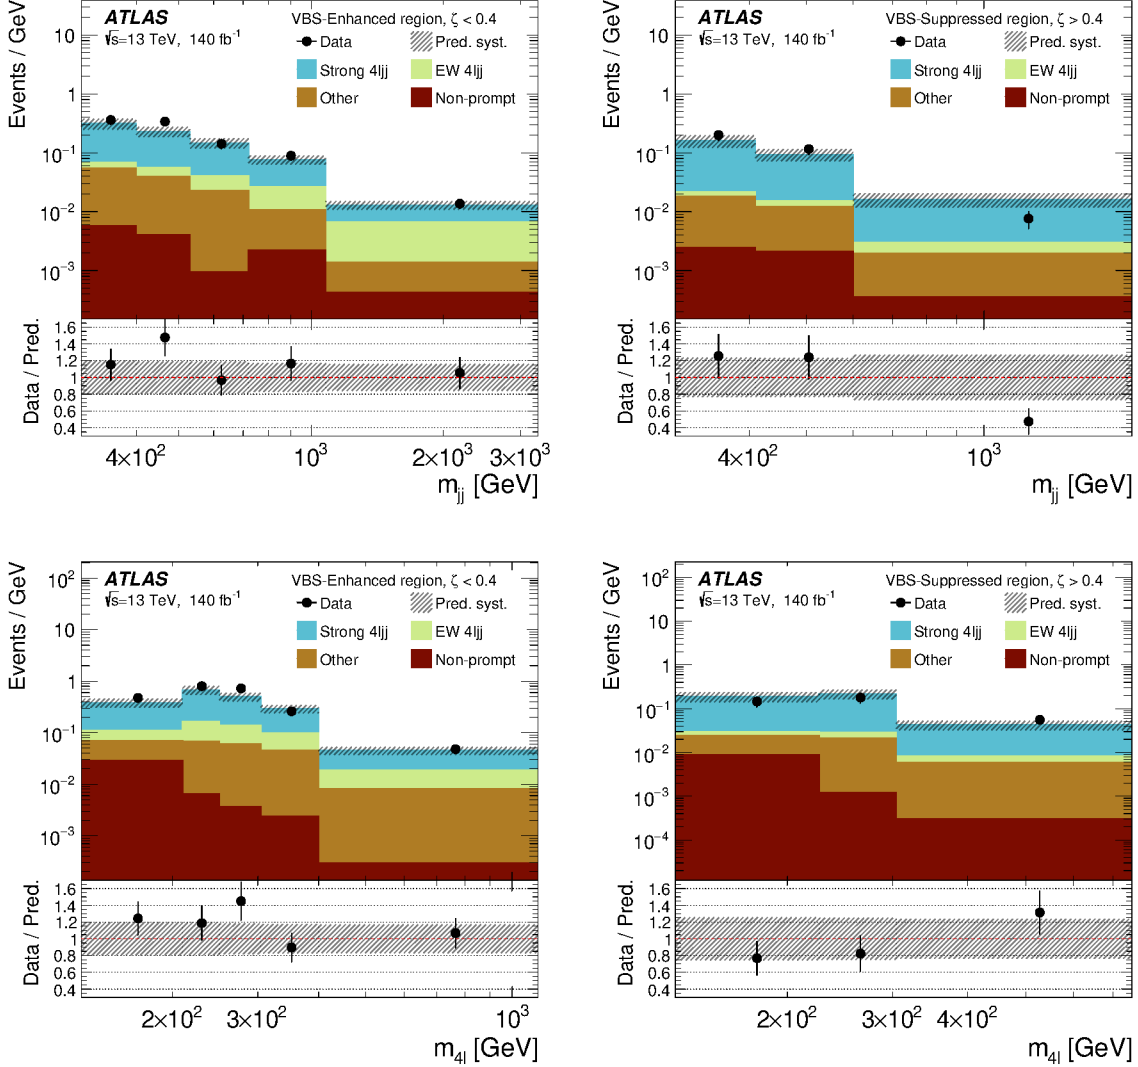 ATLAS
√s=13 TeV, 140 fb⁻¹
VBS-Enhanced region, ζ < 0.4
Data
Pred. syst.
Strong 4ljj
EW 4ljj
Other
Non-prompt
Events / GeV
10
1
10⁻¹
10⁻²
10⁻³
Data / Pred.
1.6
1.4
1.2
1
0.8
0.6
0.4
4×10²
10³
2×10³
3×10³
m_jj [GeV]
ATLAS
√s=13 TeV, 140 fb⁻¹
VBS-Suppressed region, ζ > 0.4
Data
Pred. syst.
Strong 4ljj
EW 4ljj
Other
Non-prompt
Events / GeV
10
1
10⁻¹
10⁻²
10⁻³
Data / Pred.
1.6
1.4
1.2
1
0.8
0.6
0.4
4×10²
10³
m_jj [GeV]
ATLAS
√s=13 TeV, 140 fb⁻¹
VBS-Enhanced region, ζ < 0.4
Data
Pred. syst.
Strong 4ljj
EW 4ljj
Other
Non-prompt
Events / GeV
10²
10
1
10⁻¹
10⁻²
10⁻³
Data / Pred.
1.6
1.4
1.2
1
0.8
0.6
0.4
2×10²
3×10²
10³
m_4l [GeV]
ATLAS
√s=13 TeV, 140 fb⁻¹
VBS-Suppressed region, ζ > 0.4
Data
Pred. syst.
Strong 4ljj
EW 4ljj
Other
Non-prompt
Events / GeV
10²
10
1
10⁻¹
10⁻²
10⁻³
10⁻⁴
Data / Pred.
1.6
1.4
1.2
1
0.8
0.6
0.4
2×10²
3×10²
4×10²
m_4l [GeV]